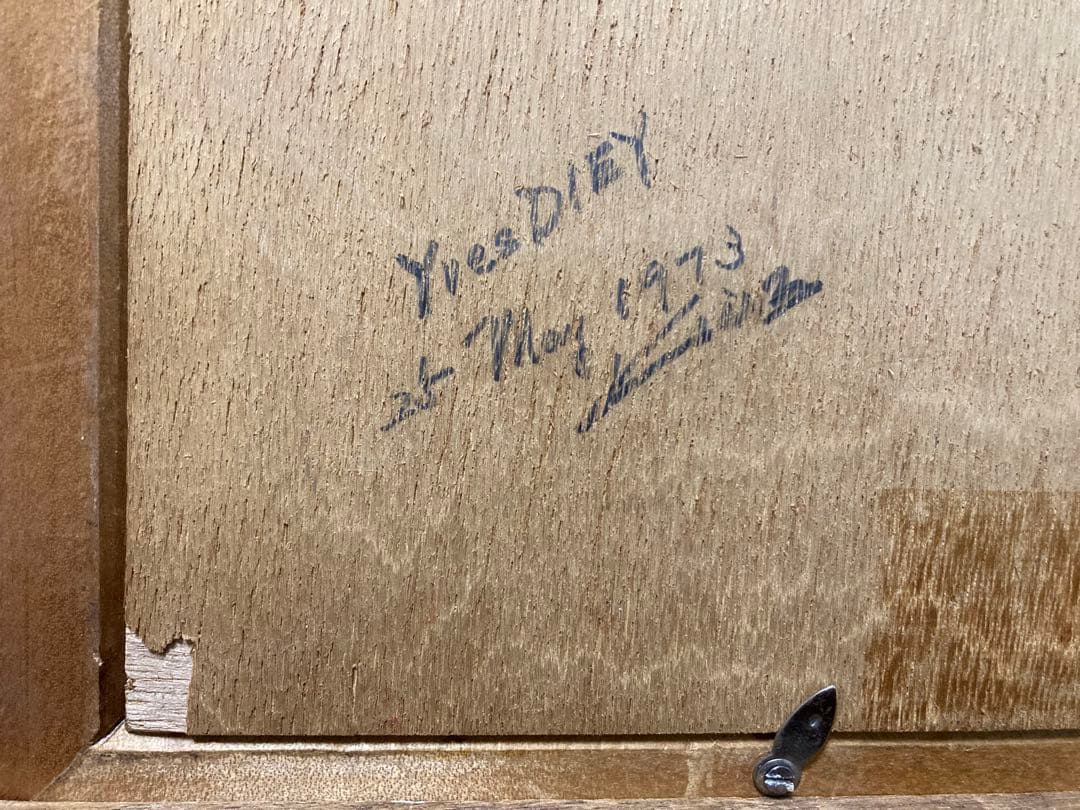 Yves DIEY
25 May 1973